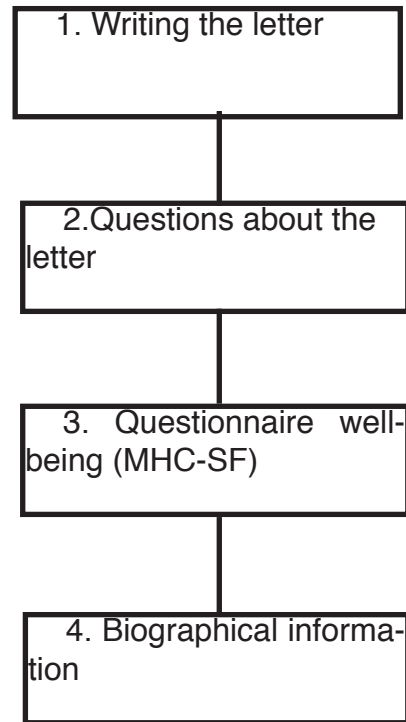 1. Writing the letter
2.Questions about the
letter
3. Questionnaire well-
being (MHC-SF)
4. Biographical informa-
tion